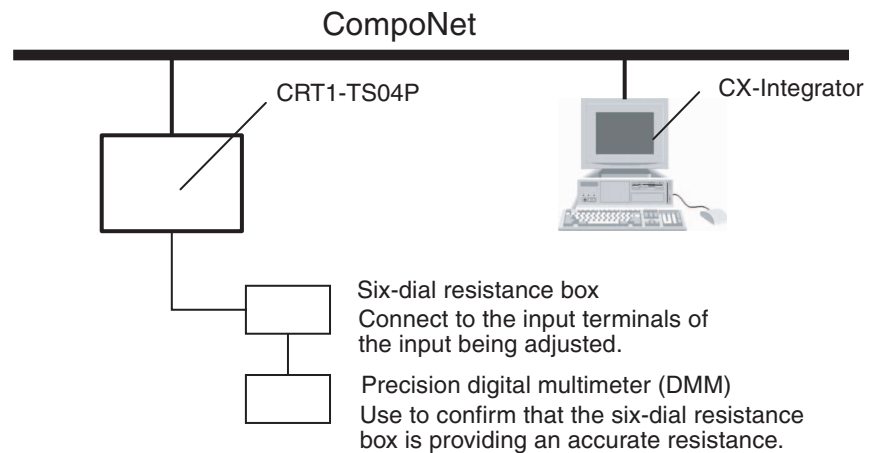 CompoNet
CRT1-TS04P
CX-Integrator
Six-dial resistance box
Connect to the input terminals of
the input being adjusted.
Precision digital multimeter (DMM)
Use to confirm that the six-dial resistance
box is providing an accurate resistance.